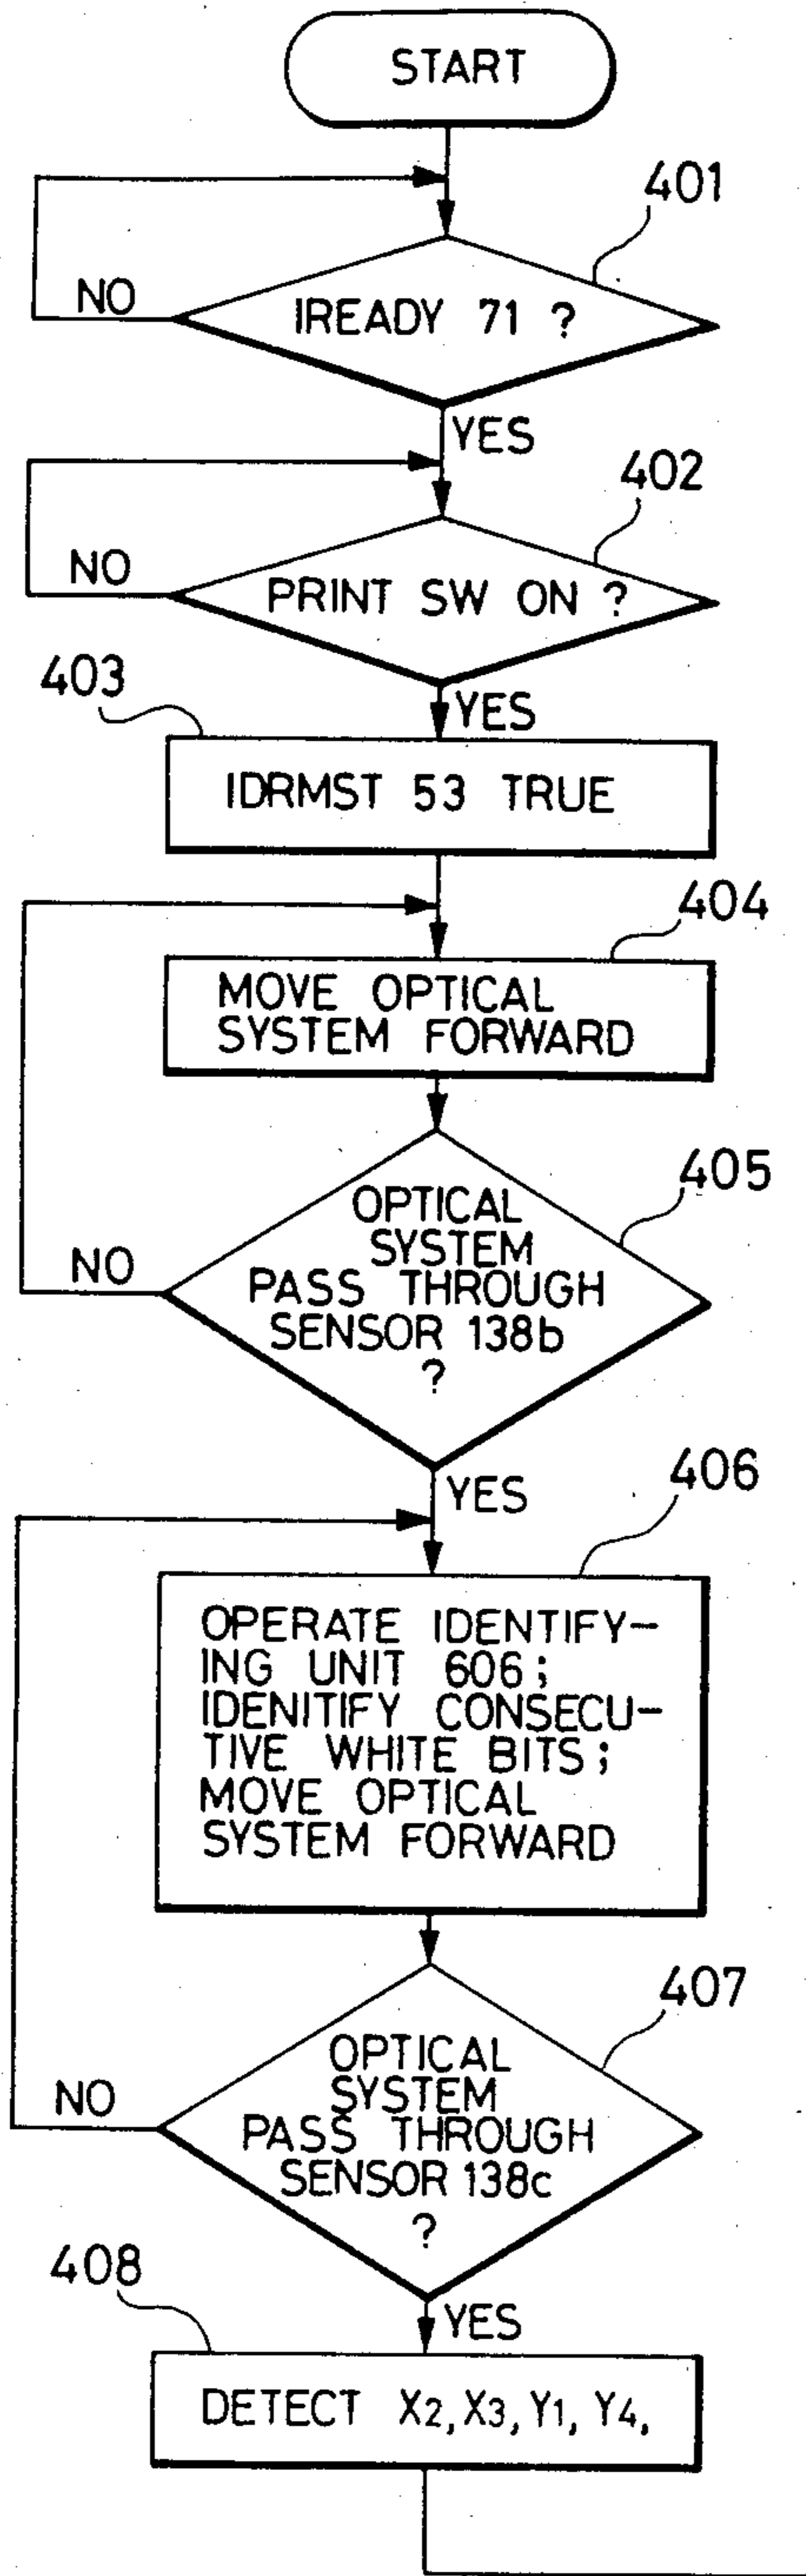 START
401
IREADY 71 ?
NO
YES
402
PRINT SW ON ?
NO
YES
403
IDRMST 53 TRUE
404
MOVE OPTICAL
SYSTEM FORWARD
405
OPTICAL
SYSTEM
PASS THROUGH
SENSOR 138b
?
NO
YES
406
OPERATE IDENTIFY-
ING UNIT 606;
IDENITIFY CONSECU-
TIVE WHITE BITS;
MOVE OPTICAL
SYSTEM FORWARD
407
OPTICAL
SYSTEM
PASS THROUGH
SENSOR 138c
?
NO
YES
408
DETECT X2, X3, Y1, Y4,